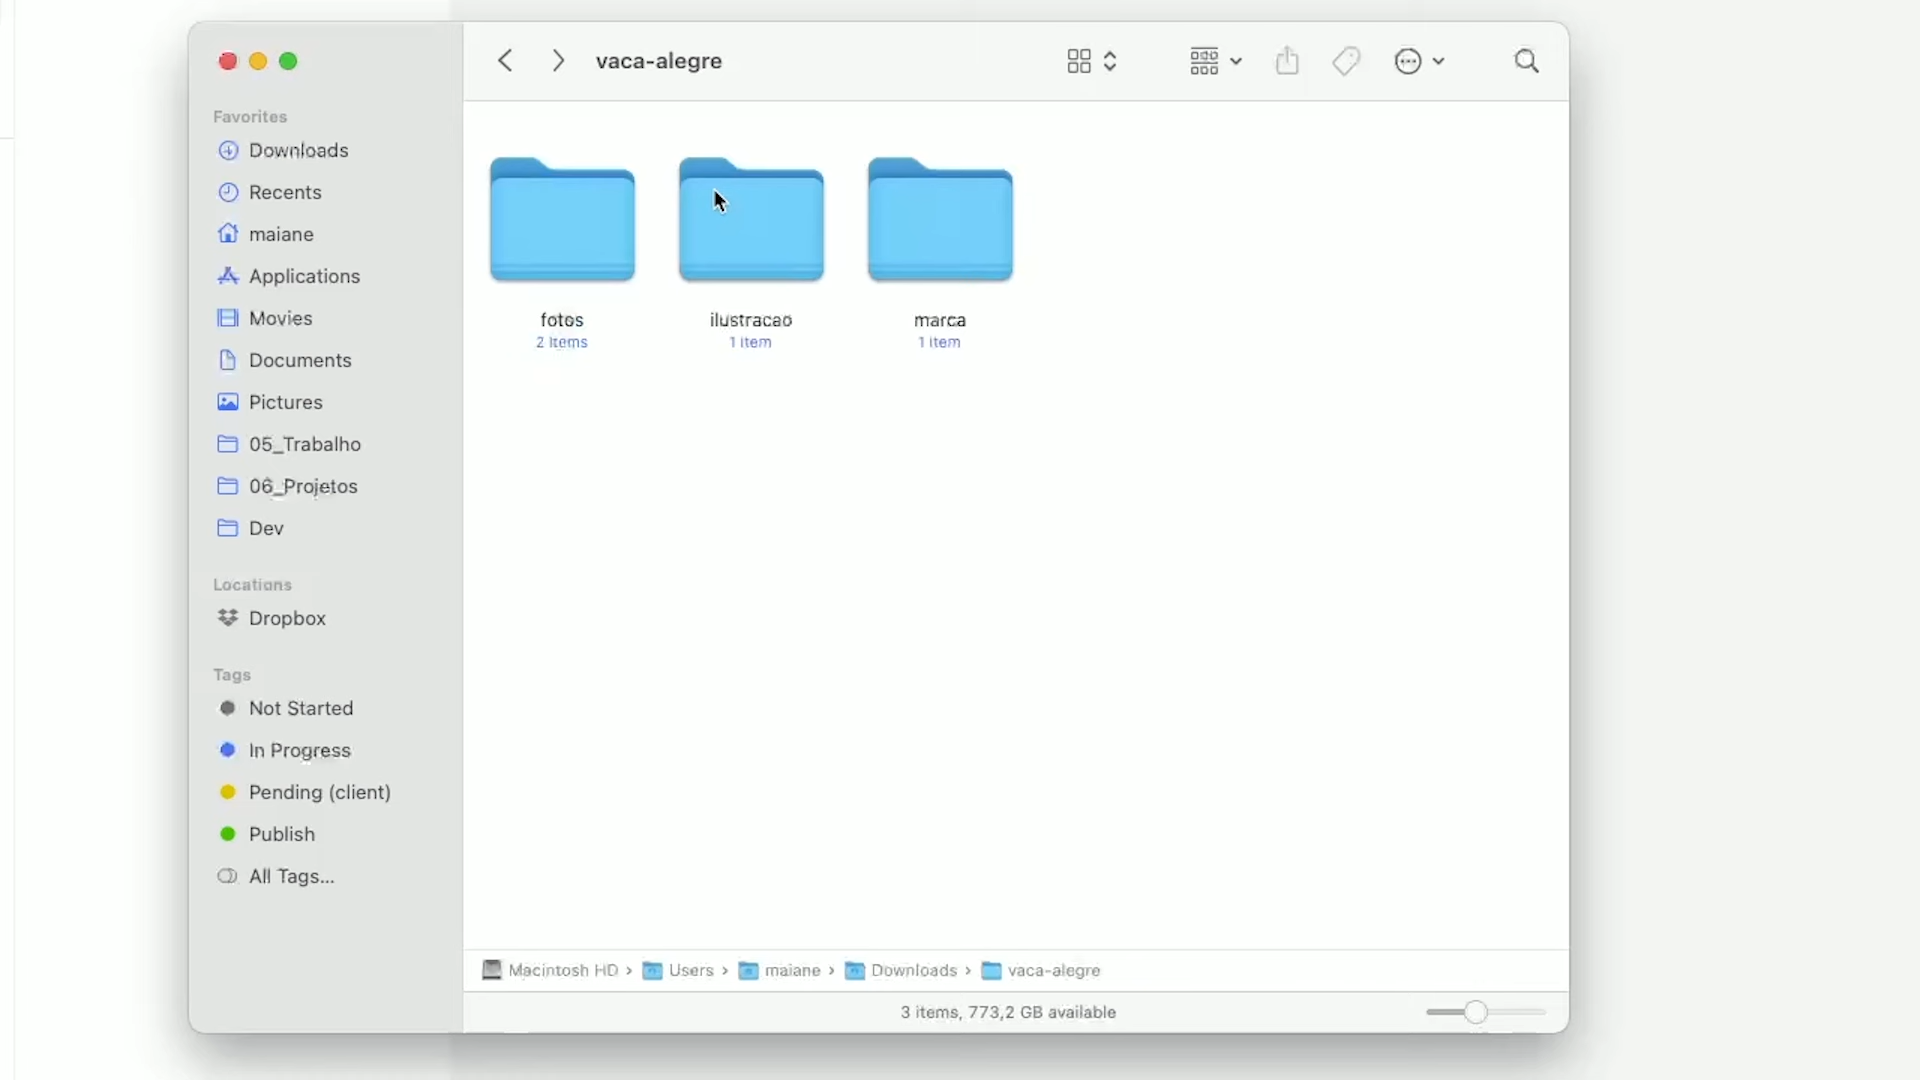 vaca-alegre
Favorites
Downloads
Recents
maiane
Applications
Movies
Documents
Pictures
05_Trabalho
06_Projetos
Dev
Locations
Dropbox
Tags
Not Started
In Progress
Pending (client)
Publish
All Tags...
fotos
2 items
ilustracao
1 item
marca
1 item
Macintosh HD › Users › maiane › Downloads › vaca-alegre
3 items, 773,2 GB available